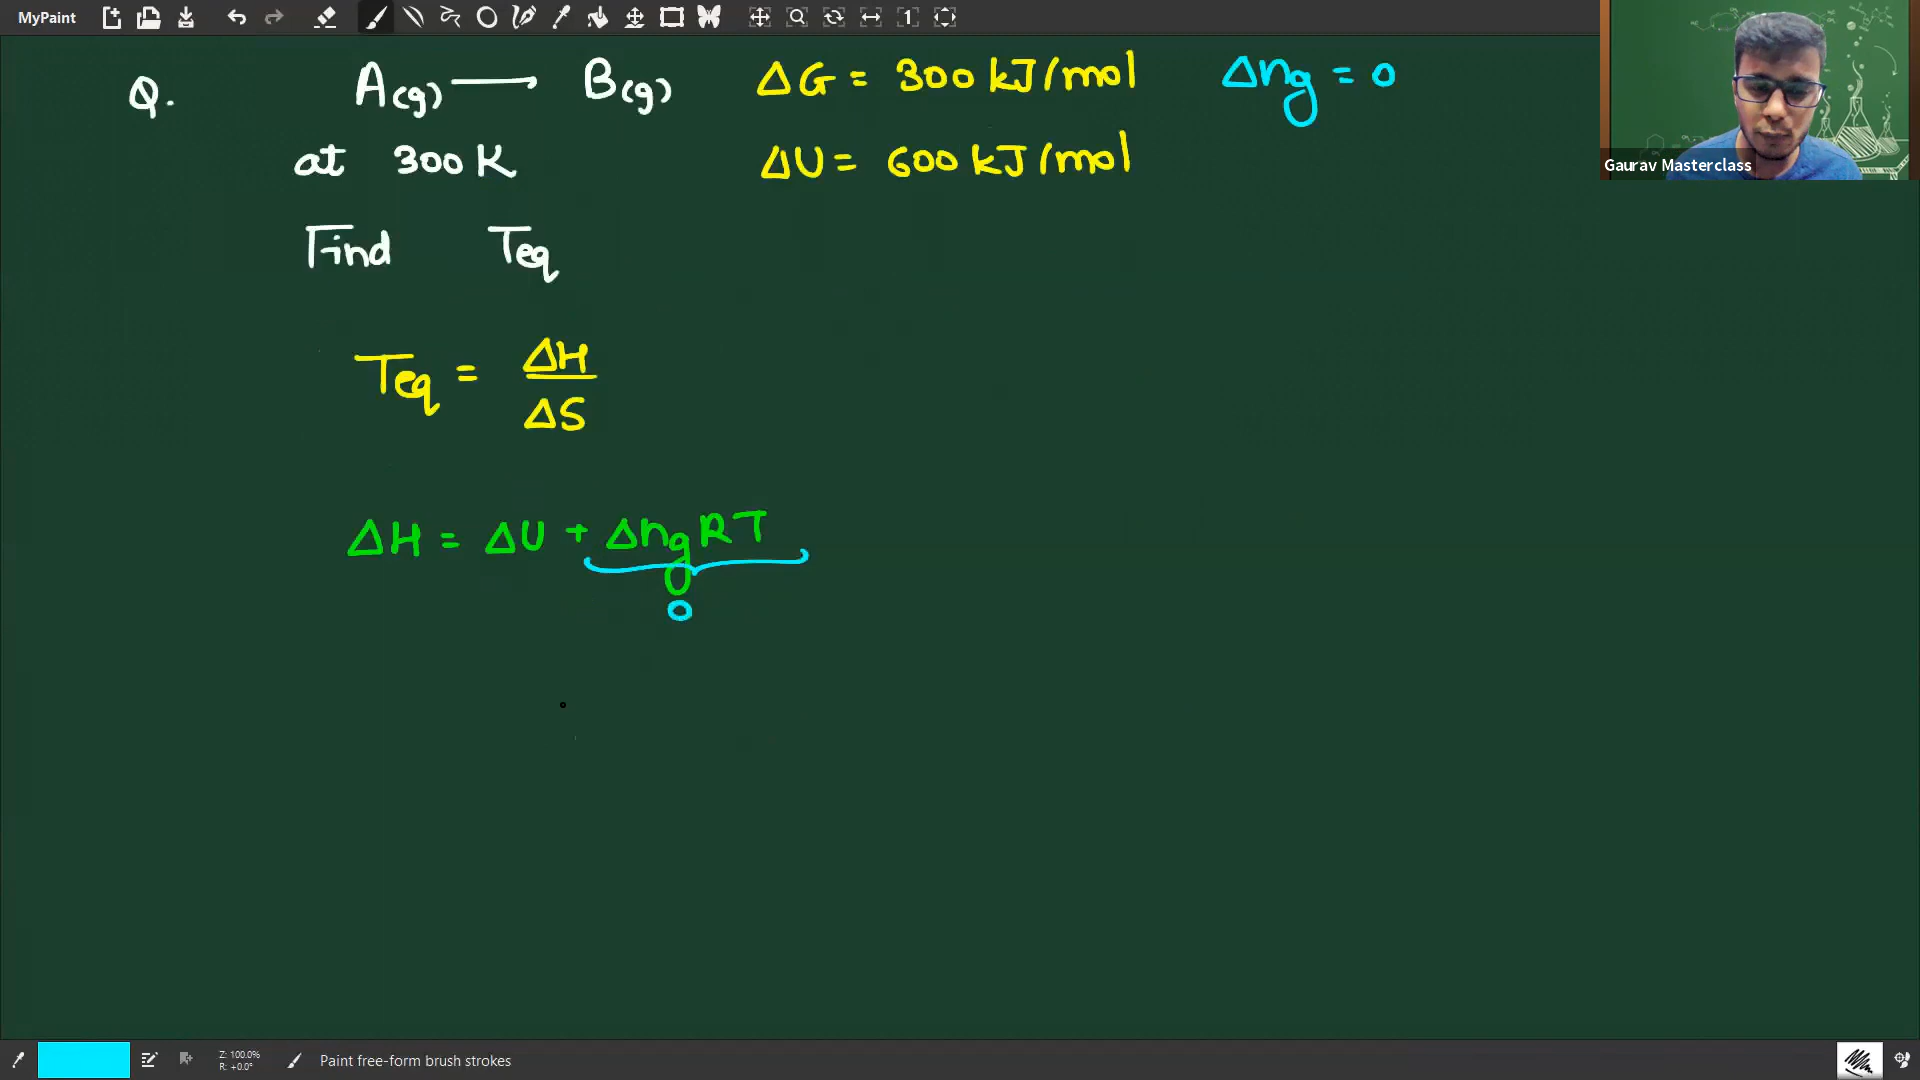 MyPaint
Q. A(g) → B(g) ΔG = 300 kJ/mol Δng = 0
at 300 K ΔU = 600 kJ/mol
Gaurav Masterclass
Find Teq
Teq = ΔH/ΔS
ΔH = ΔU + ΔngRT
0
Z: 100.0%
R: +0.0°
Paint free-form brush strokes